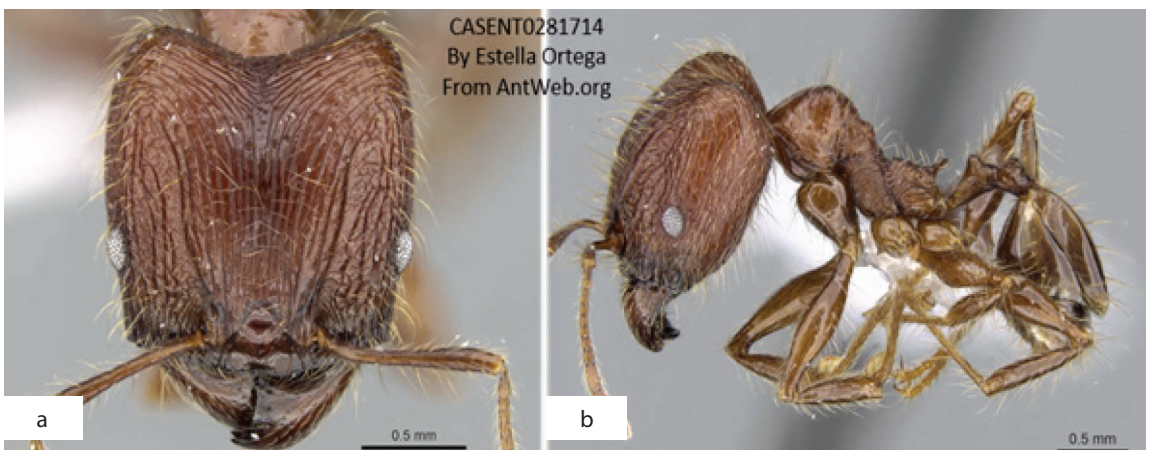 CASENT0281714
By Estella Ortega
From AntWeb.org
a
0.5 mm
b
0.5 mm